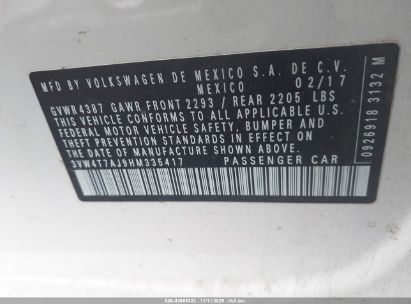 MFD BY VOLKSWAGEN DE MEXICO S.A. DE C.V.
MEXICO 02/17
GVWR4387 GAWR FRONT 2293 / REAR 2205 LBS
THIS VEHICLE CONFORMS TO ALL APPLICABLE U.S.
FEDERAL MOTOR VEHICLE SAFETY, BUMPER AND
THEFT PREVENTION STANDARDS IN EFFECT ON
THE DATE OF MANUFACTURE SHOWN ABOVE.
3VW4T7AJ9HM335417 PASSENGER CAR
0926918 3132 M